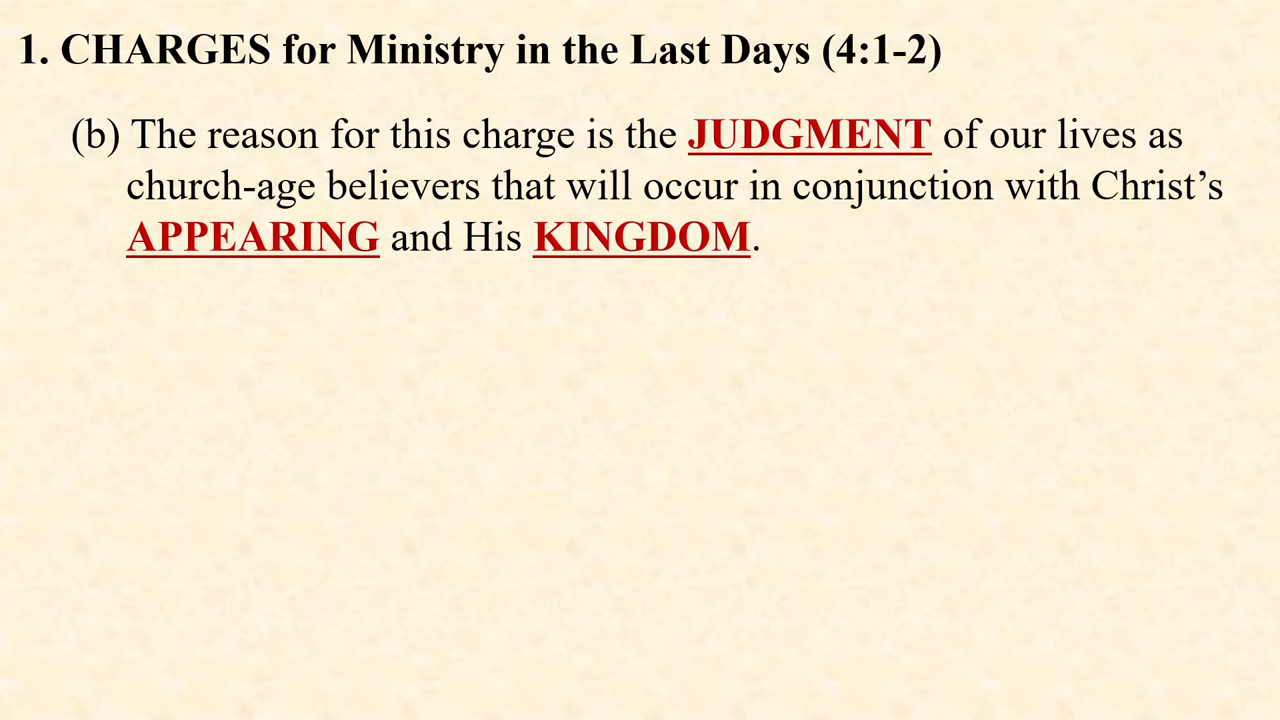 1. CHARGES for Ministry in the Last Days (4:1-2)
(b) The reason for this charge is the JUDGMENT of our lives as
church-age believers that will occur in conjunction with Christ’s
APPEARING and His KINGDOM.